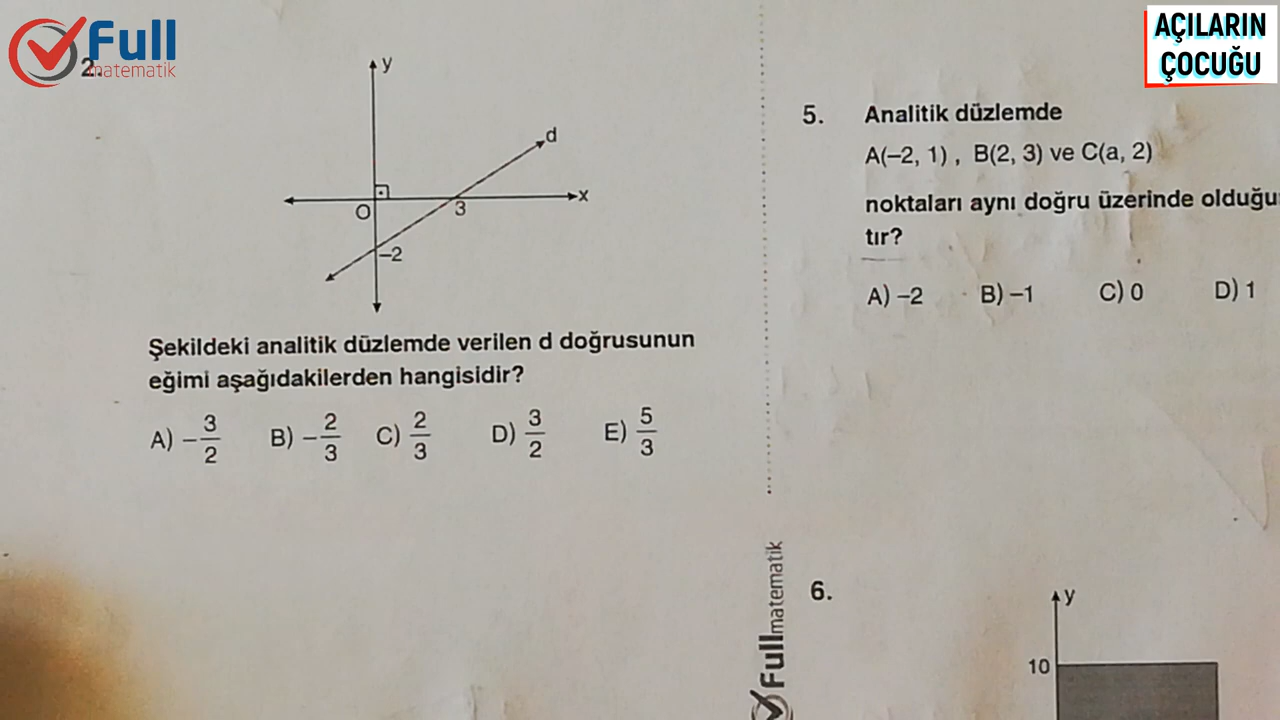 Full
matematik
AÇILARIN
ÇOCUĞU
2.
y
d
x
O
3
–2
Şekildeki analitik düzlemde verilen d doğrusunun
eğimi aşağıdakilerden hangisidir?
A) –3/2 B) –2/3 C) 2/3 D) 3/2 E) 5/3
Fullmatematik
5. Analitik düzlemde
A(–2, 1) , B(2, 3) ve C(a, 2)
noktaları aynı doğru üzerinde olduğu
tır?
A) –2 B) –1 C) 0 D) 1
6.
y
10